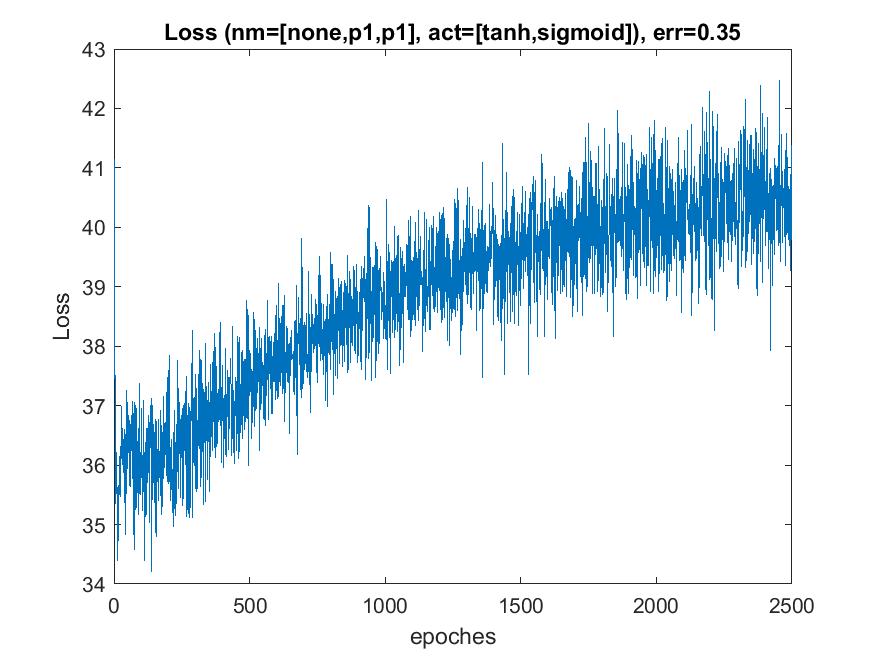 Loss (nm=[none,p1,p1], act=[tanh,sigmoid]), err=0.35
43
42
41
40
39
38
37
36
35
34
Loss
0 500 1000 1500 2000 2500
epoches